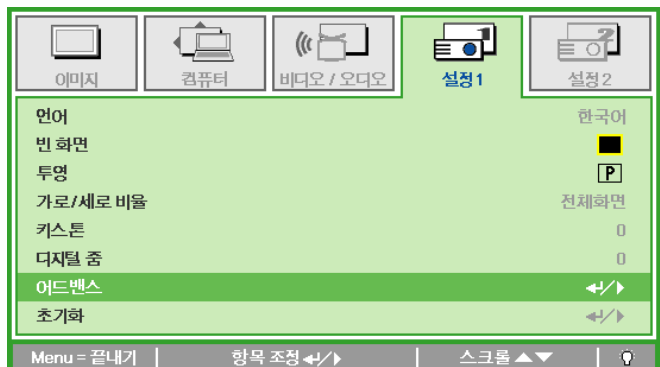 이미지
컴퓨터
비디오 / 오디오
설정 1
설정 2
언어 한국어
빈 화면
투영 P
가로/세로 비율 전체화면
키스톤 0
디지털 줌 0
어드밴스
초기화
Menu = 끝내기 항목 조정 스크롤